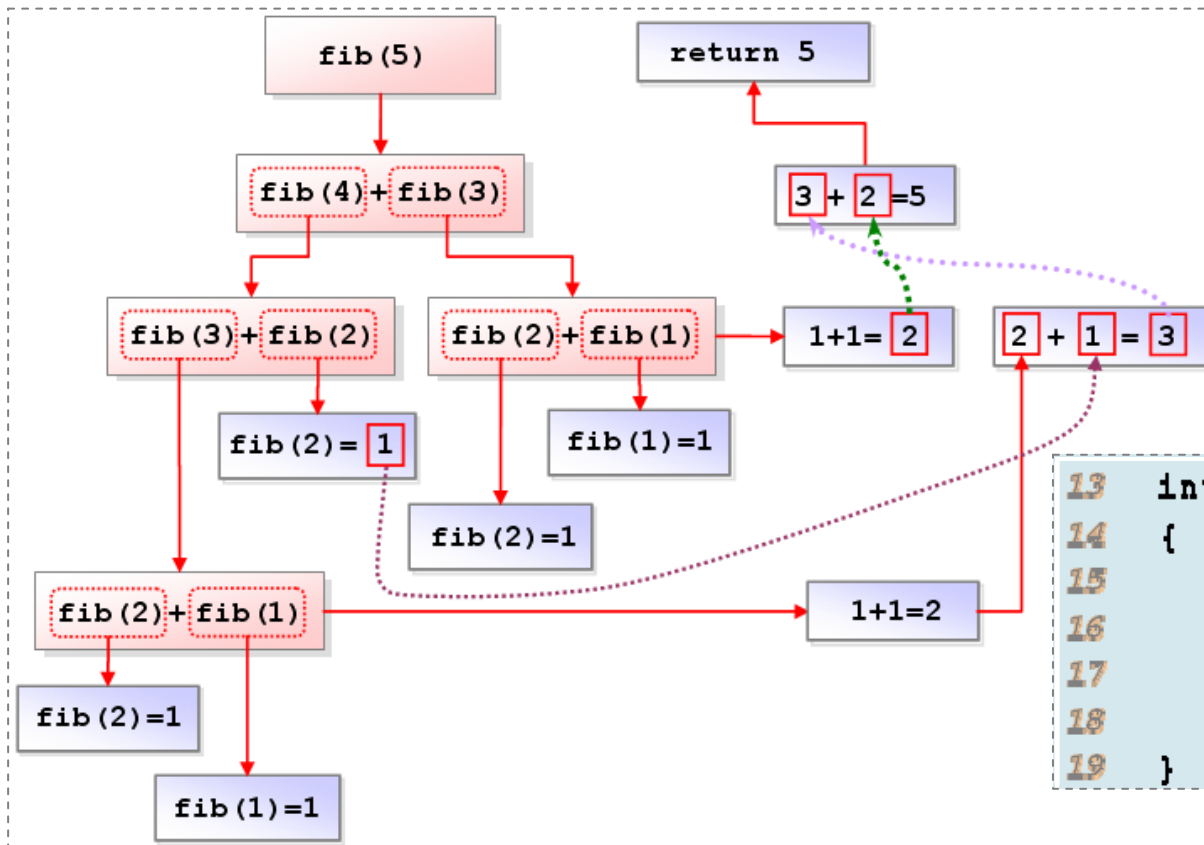 fib(5)
return 5
fib(4)+fib(3)
3 + 2 =5
fib(3)+fib(2)
fib(2)+fib(1)
1+1= 2
2 + 1 = 3
fib(2)= 1
fib(1)=1
fib(2)=1
13 int
14 {
15
16
17
18
19 }
fib(2)+fib(1)
1+1=2
fib(2)=1
fib(1)=1